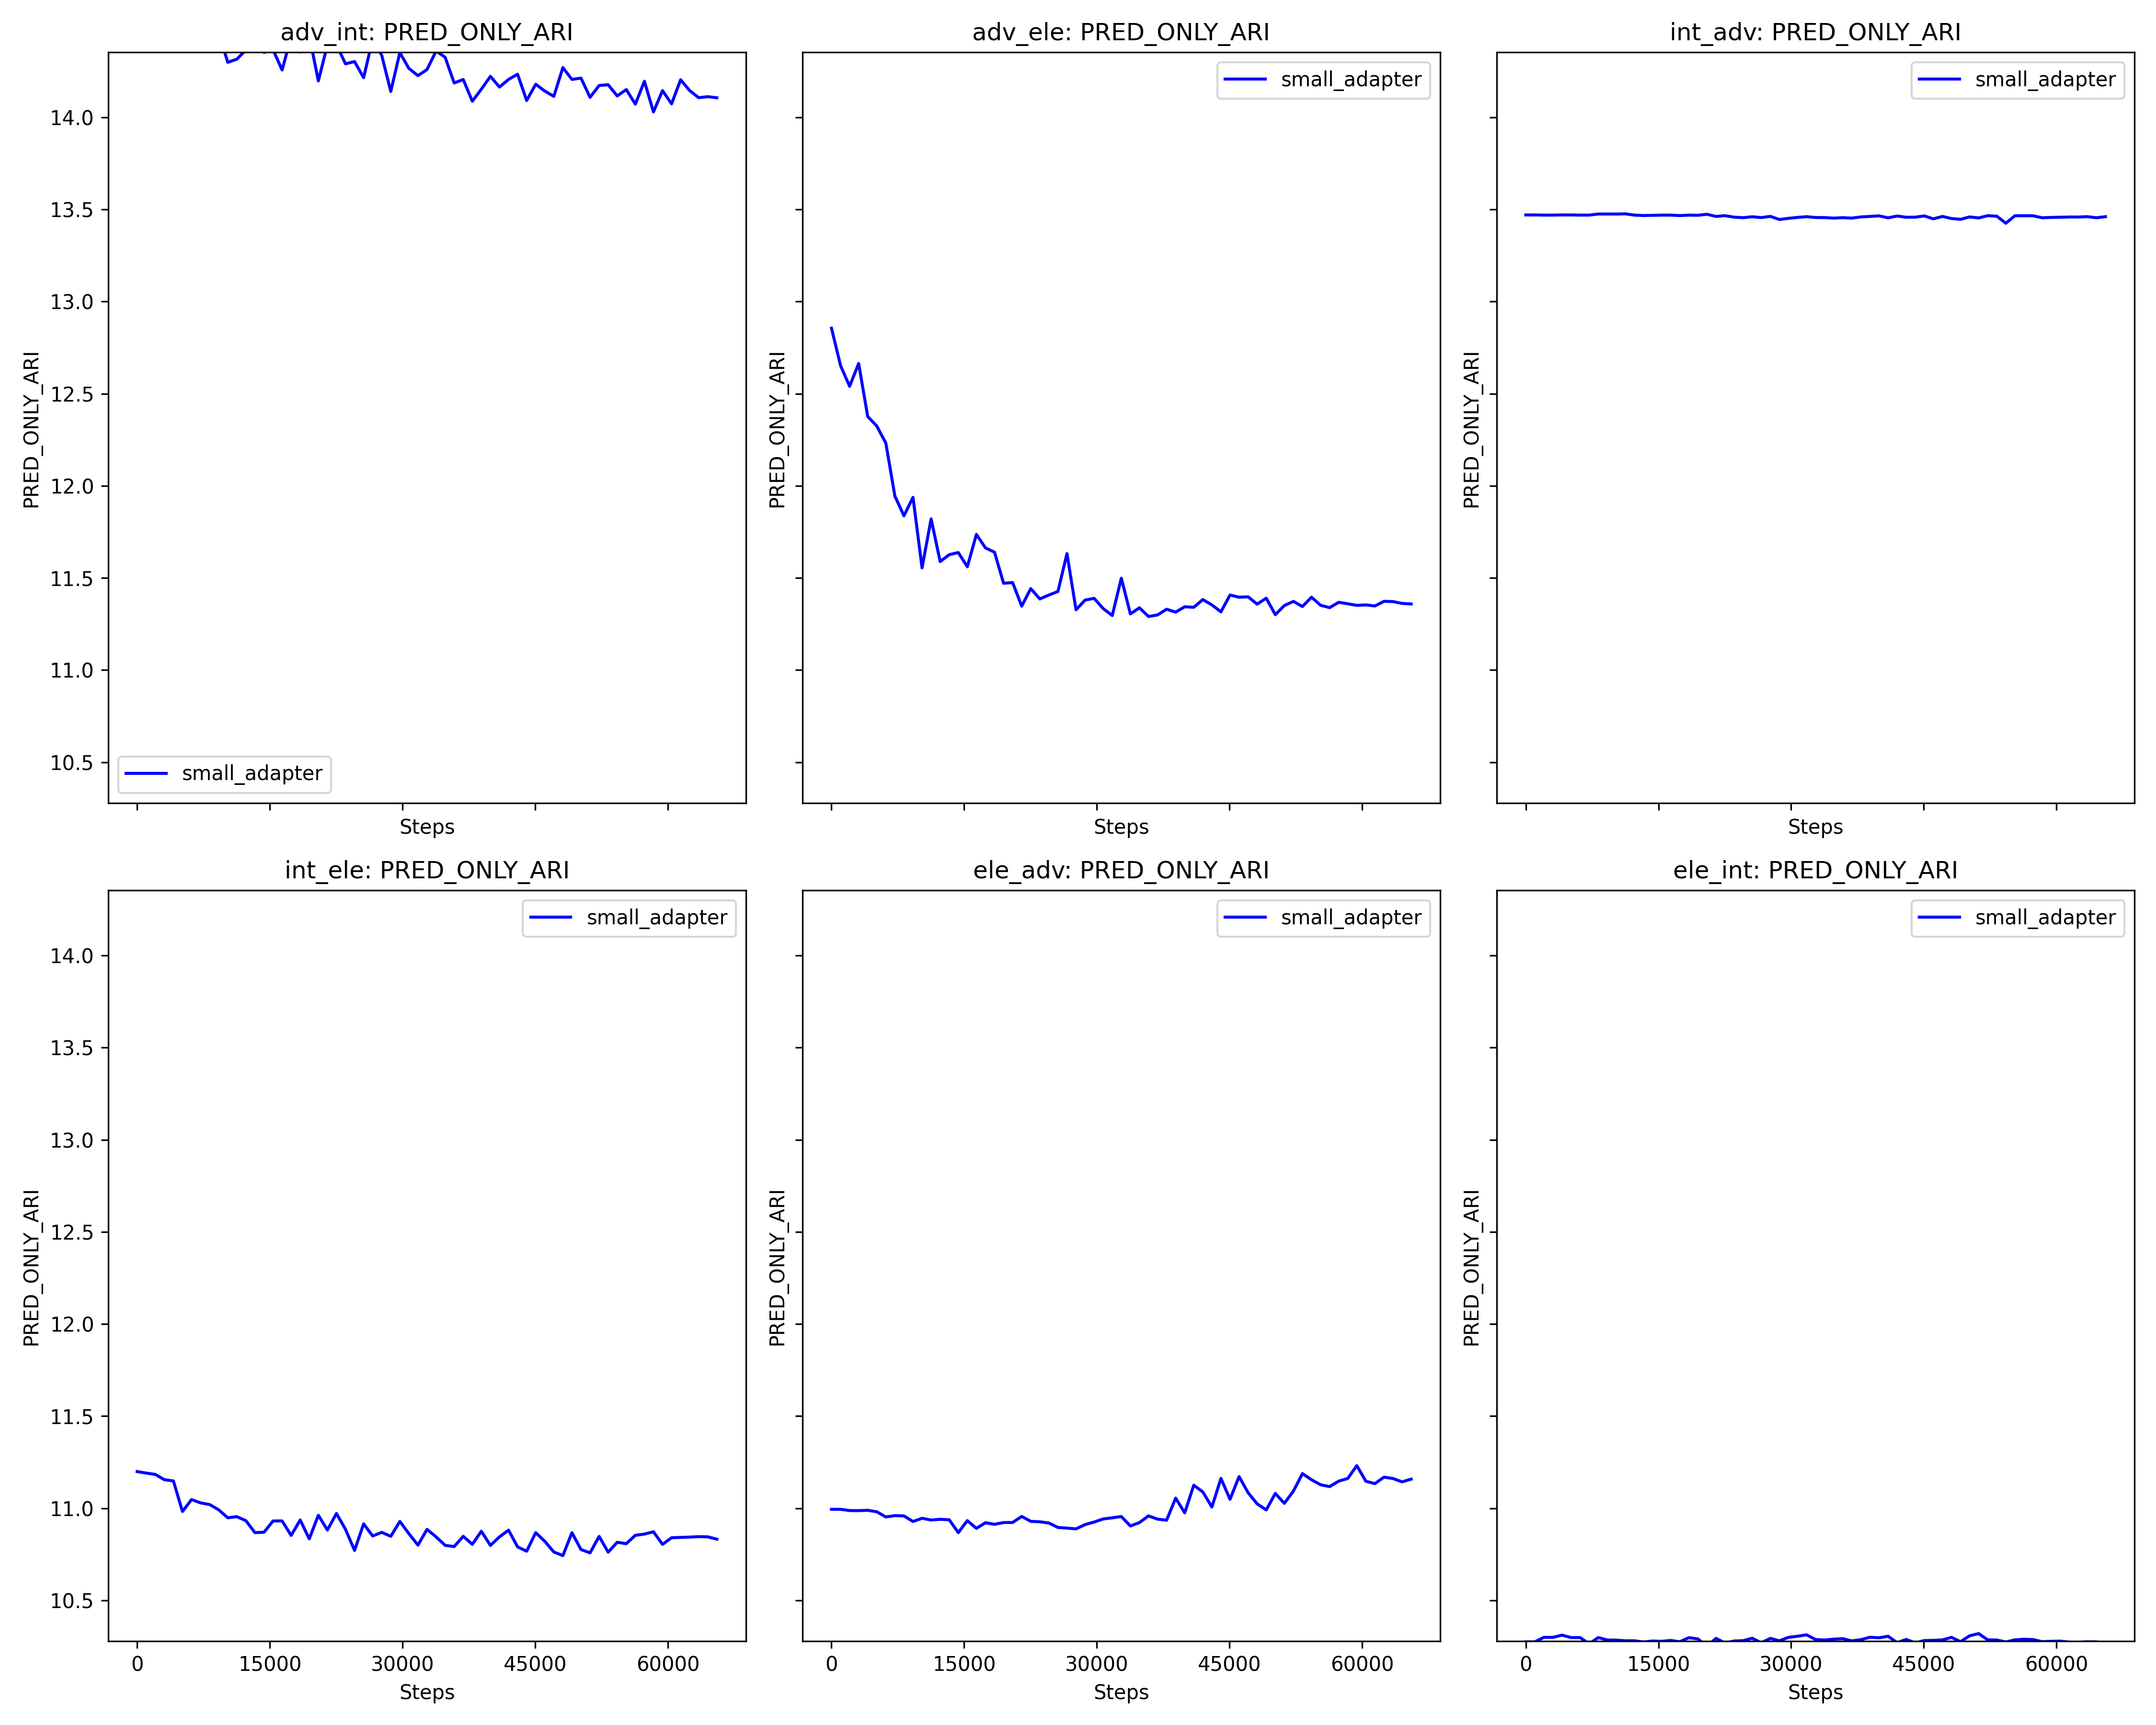 adv_int: PRED_ONLY_ARI
PRED_ONLY_ARI
14.0
13.5
13.0
12.5
12.0
11.5
11.0
10.5
small_adapter
Steps
adv_ele: PRED_ONLY_ARI
PRED_ONLY_ARI
small_adapter
Steps
int_adv: PRED_ONLY_ARI
PRED_ONLY_ARI
small_adapter
Steps
int_ele: PRED_ONLY_ARI
PRED_ONLY_ARI
14.0
13.5
13.0
12.5
12.0
11.5
11.0
10.5
small_adapter
0 15000 30000 45000 60000
Steps
ele_adv: PRED_ONLY_ARI
PRED_ONLY_ARI
small_adapter
0 15000 30000 45000 60000
Steps
ele_int: PRED_ONLY_ARI
PRED_ONLY_ARI
small_adapter
0 15000 30000 45000 60000
Steps